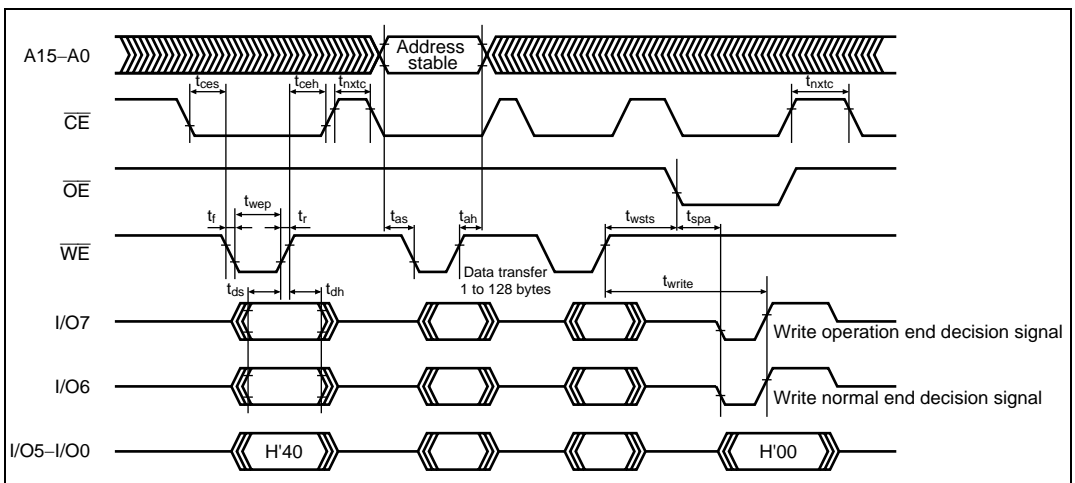 A15–A0
Address
stable
tces
tceh
tnxtc
tnxtc
CE
OE
tf
twep
tr
tas
tah
twsts
tspa
WE
Data transfer
1 to 128 bytes
tds
tdh
twrite
I/O7
Write operation end decision signal
I/O6
Write normal end decision signal
I/O5–I/O0
H'40
H'00